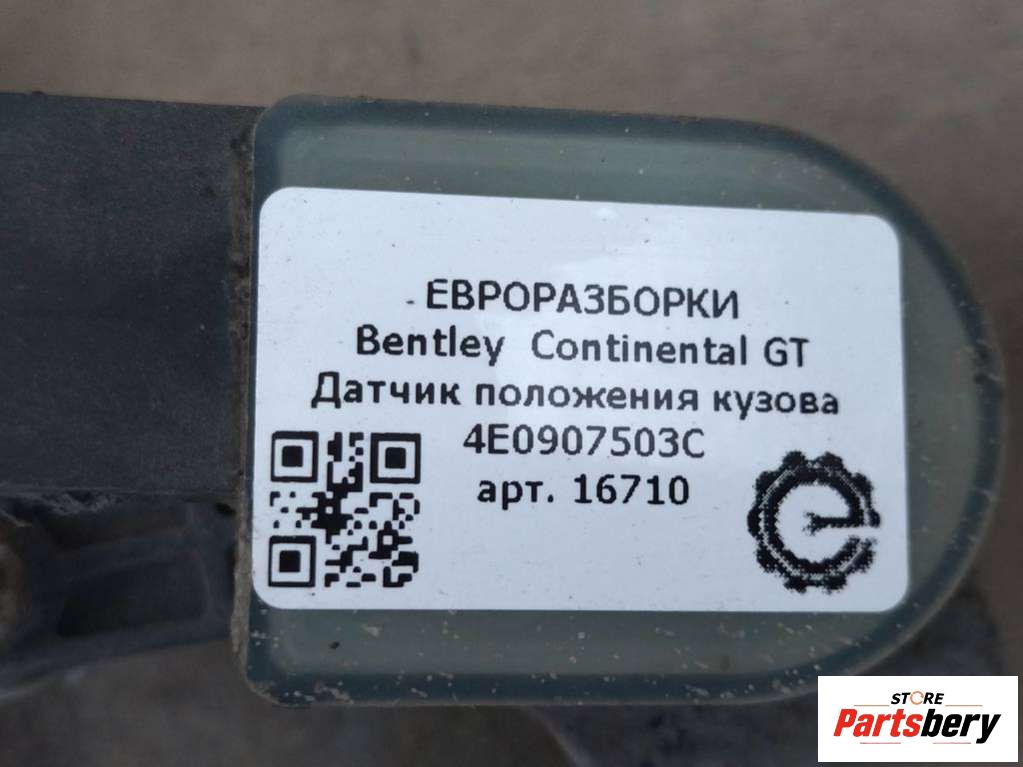 ЕВРОРАЗБОРКИ
Bentley Continental GT
Датчик положения кузова
4E0907503C
арт. 16710
STORE
Partsbery